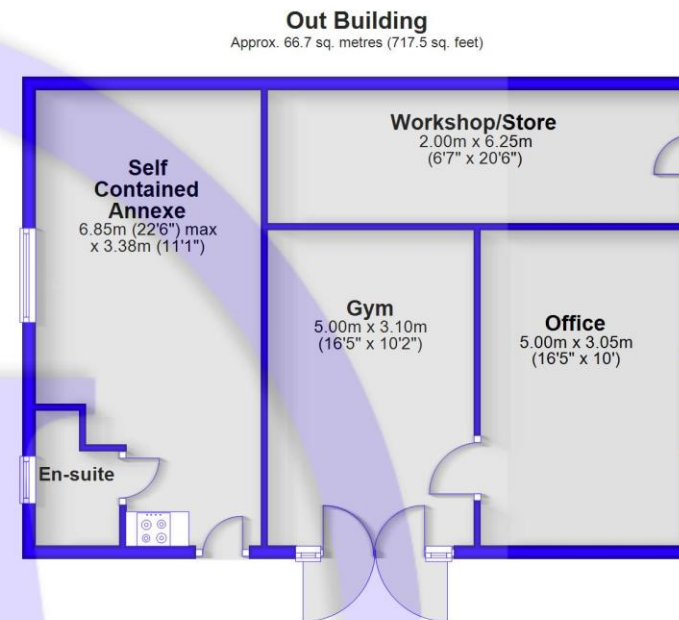 Out Building
Approx. 66.7 sq. metres (717.5 sq. feet)
Workshop/Store
2.00m x 6.25m
(6'7" x 20'6")
Self
Contained
Annexe
6.85m (22'6") max
x 3.38m (11'1")
Gym
5.00m x 3.10m
(16'5" x 10'2")
Office
5.00m x 3.05m
(16'5" x 10')
En-suite